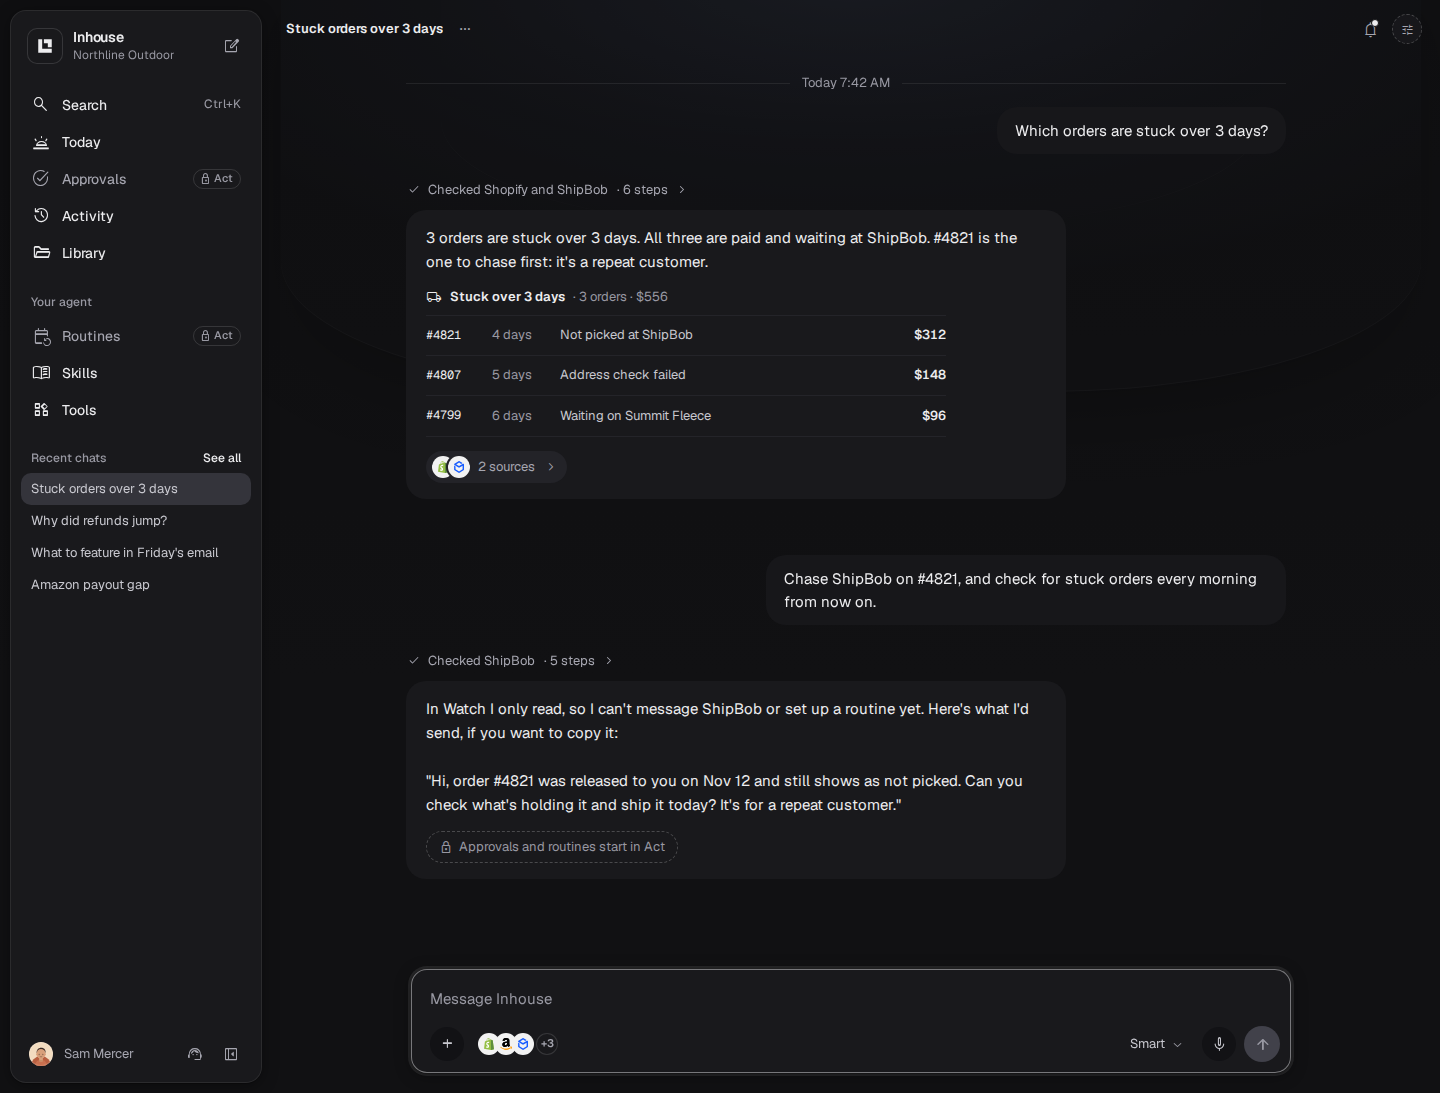 Inhouse
Northline Outdoor
Search Ctrl+K
Today
Approvals Act
Activity
Library
Your agent
Routines Act
Skills
Tools
Recent chats See all
Stuck orders over 3 days
Why did refunds jump?
What to feature in Friday's email
Amazon payout gap
Sam Mercer
Stuck orders over 3 days
Today 7:42 AM
Which orders are stuck over 3 days?
Checked Shopify and ShipBob · 6 steps
3 orders are stuck over 3 days. All three are paid and waiting at ShipBob. #4821 is the
one to chase first: it's a repeat customer.
Stuck over 3 days · 3 orders · $556
#4821 4 days Not picked at ShipBob $312
#4807 5 days Address check failed $148
#4799 6 days Waiting on Summit Fleece $96
2 sources
Chase ShipBob on #4821, and check for stuck orders every morning
from now on.
Checked ShipBob · 5 steps
In Watch I only read, so I can't message ShipBob or set up a routine yet. Here's what I'd
send, if you want to copy it:
"Hi, order #4821 was released to you on Nov 12 and still shows as not picked. Can you
check what's holding it and ship it today? It's for a repeat customer."
Approvals and routines start in Act
Message Inhouse
a +3 Smart